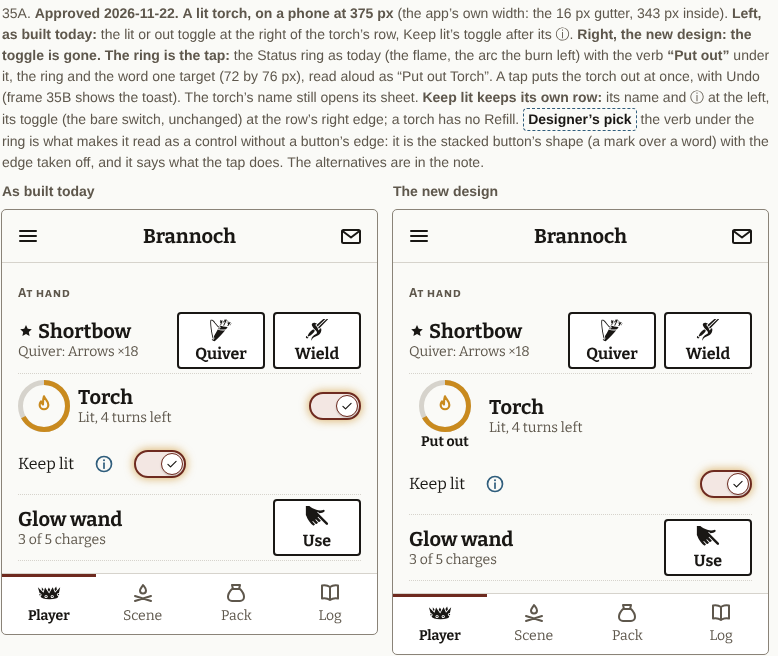 35A. Approved 2026-11-22. A lit torch, on a phone at 375 px (the app's own width: the 16 px gutter, 343 px inside). Left,
as built today: the lit or out toggle at the right of the torch's row, Keep lit's toggle after its ⓘ. Right, the new design: the
toggle is gone. The ring is the tap: the Status ring as today (the flame, the arc the burn left) with the verb “Put out” under
it, the ring and the word one target (72 by 76 px), read aloud as “Put out Torch”. A tap puts the torch out at once, with Undo
(frame 35B shows the toast). The torch's name still opens its sheet. Keep lit keeps its own row: its name and ⓘ at the left,
its toggle (the bare switch, unchanged) at the row's right edge; a torch has no Refill. Designer's pick the verb under the
ring is what makes it read as a control without a button's edge: it is the stacked button's shape (a mark over a word) with the
edge taken off, and it says what the tap does. The alternatives are in the note.
As built today
Brannoch
AT HAND
Shortbow
Quiver: Arrows ×18
Quiver
Wield
Torch
Lit, 4 turns left
Keep lit
Glow wand
3 of 5 charges
Use
Player
Scene
Pack
Log
The new design
Brannoch
AT HAND
Shortbow
Quiver: Arrows ×18
Quiver
Wield
Put out
Torch
Lit, 4 turns left
Keep lit
Glow wand
3 of 5 charges
Use
Player
Scene
Pack
Log